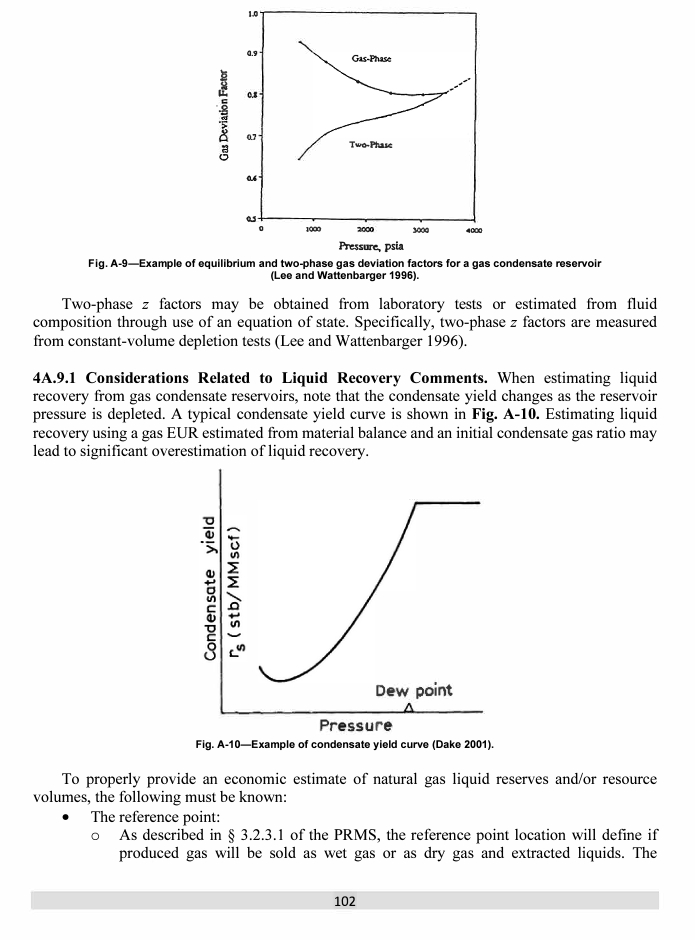 1.0
0.9
0.8
0.7
0.6
0.5
Gas Deviation Factor
Gas-Phase
Two-Phase
0 1000 2000 3000 4000
Pressure, psia
Fig. A-9—Example of equilibrium and two-phase gas deviation factors for a gas condensate reservoir
(Lee and Wattenbarger 1996).
Two-phase z factors may be obtained from laboratory tests or estimated from fluid
composition through use of an equation of state. Specifically, two-phase z factors are measured
from constant-volume depletion tests (Lee and Wattenbarger 1996).
4A.9.1 Considerations Related to Liquid Recovery Comments. When estimating liquid
recovery from gas condensate reservoirs, note that the condensate yield changes as the reservoir
pressure is depleted. A typical condensate yield curve is shown in Fig. A-10. Estimating liquid
recovery using a gas EUR estimated from material balance and an initial condensate gas ratio may
lead to significant overestimation of liquid recovery.
Condensate yield
rs (stb/MMscf)
Dew point
Pressure
Fig. A-10—Example of condensate yield curve (Dake 2001).
To properly provide an economic estimate of natural gas liquid reserves and/or resource
volumes, the following must be known:
• The reference point:
o As described in § 3.2.3.1 of the PRMS, the reference point location will define if
produced gas will be sold as wet gas or as dry gas and extracted liquids. The
102